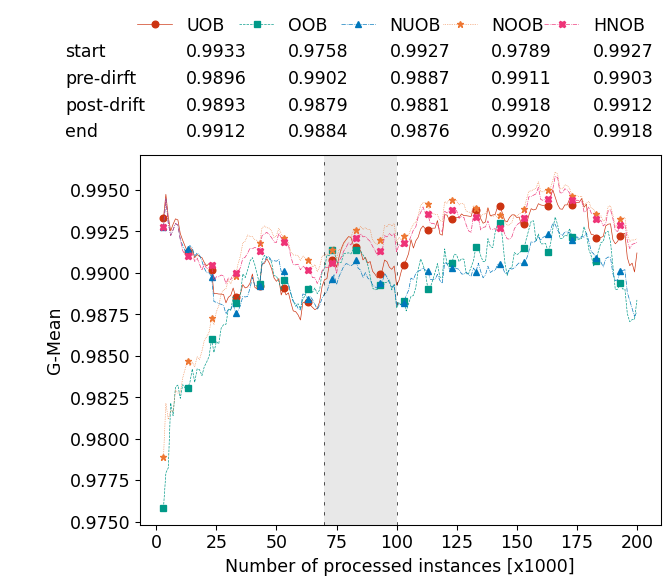 UOB OOB NUOB NOOB HNOB
start 0.9933 0.9758 0.9927 0.9789 0.9927
pre-dirft 0.9896 0.9902 0.9887 0.9911 0.9903
post-drift 0.9893 0.9879 0.9881 0.9918 0.9912
end 0.9912 0.9884 0.9876 0.9920 0.9918
0.9950
0.9925
0.9900
0.9875
0.9850
0.9825
0.9800
0.9775
0.9750
G-Mean
0 25 50 75 100 125 150 175 200
Number of processed instances [x1000]